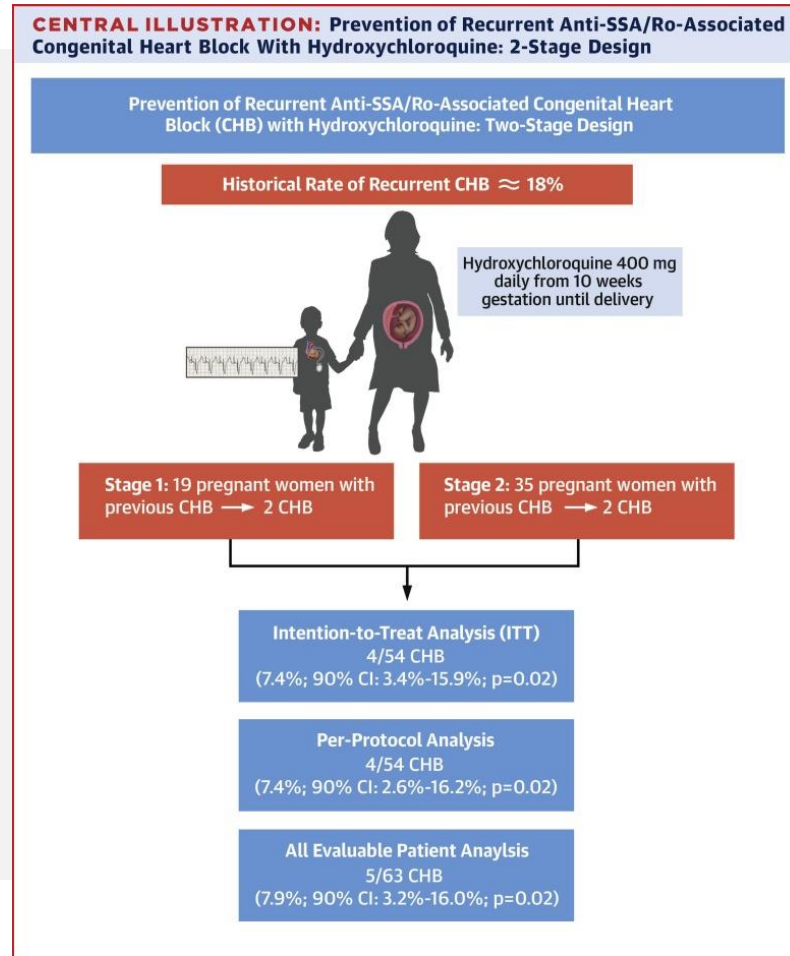 CENTRAL ILLUSTRATION: Prevention of Recurrent Anti-SSA/Ro-Associated
Congenital Heart Block With Hydroxychloroquine: 2-Stage Design
Prevention of Recurrent Anti-SSA/Ro-Associated Congenital Heart
Block (CHB) with Hydroxychloroquine: Two-Stage Design
Historical Rate of Recurrent CHB ≈ 18%
Hydroxychloroquine 400 mg
daily from 10 weeks
gestation until delivery
Stage 1: 19 pregnant women with
previous CHB → 2 CHB
Stage 2: 35 pregnant women with
previous CHB → 2 CHB
Intention-to-Treat Analysis (ITT)
4/54 CHB
(7.4%; 90% CI: 3.4%-15.9%; p=0.02)
Per-Protocol Analysis
4/54 CHB
(7.4%; 90% CI: 2.6%-16.2%; p=0.02)
All Evaluable Patient Anaylsis
5/63 CHB
(7.9%; 90% CI: 3.2%-16.0%; p=0.02)